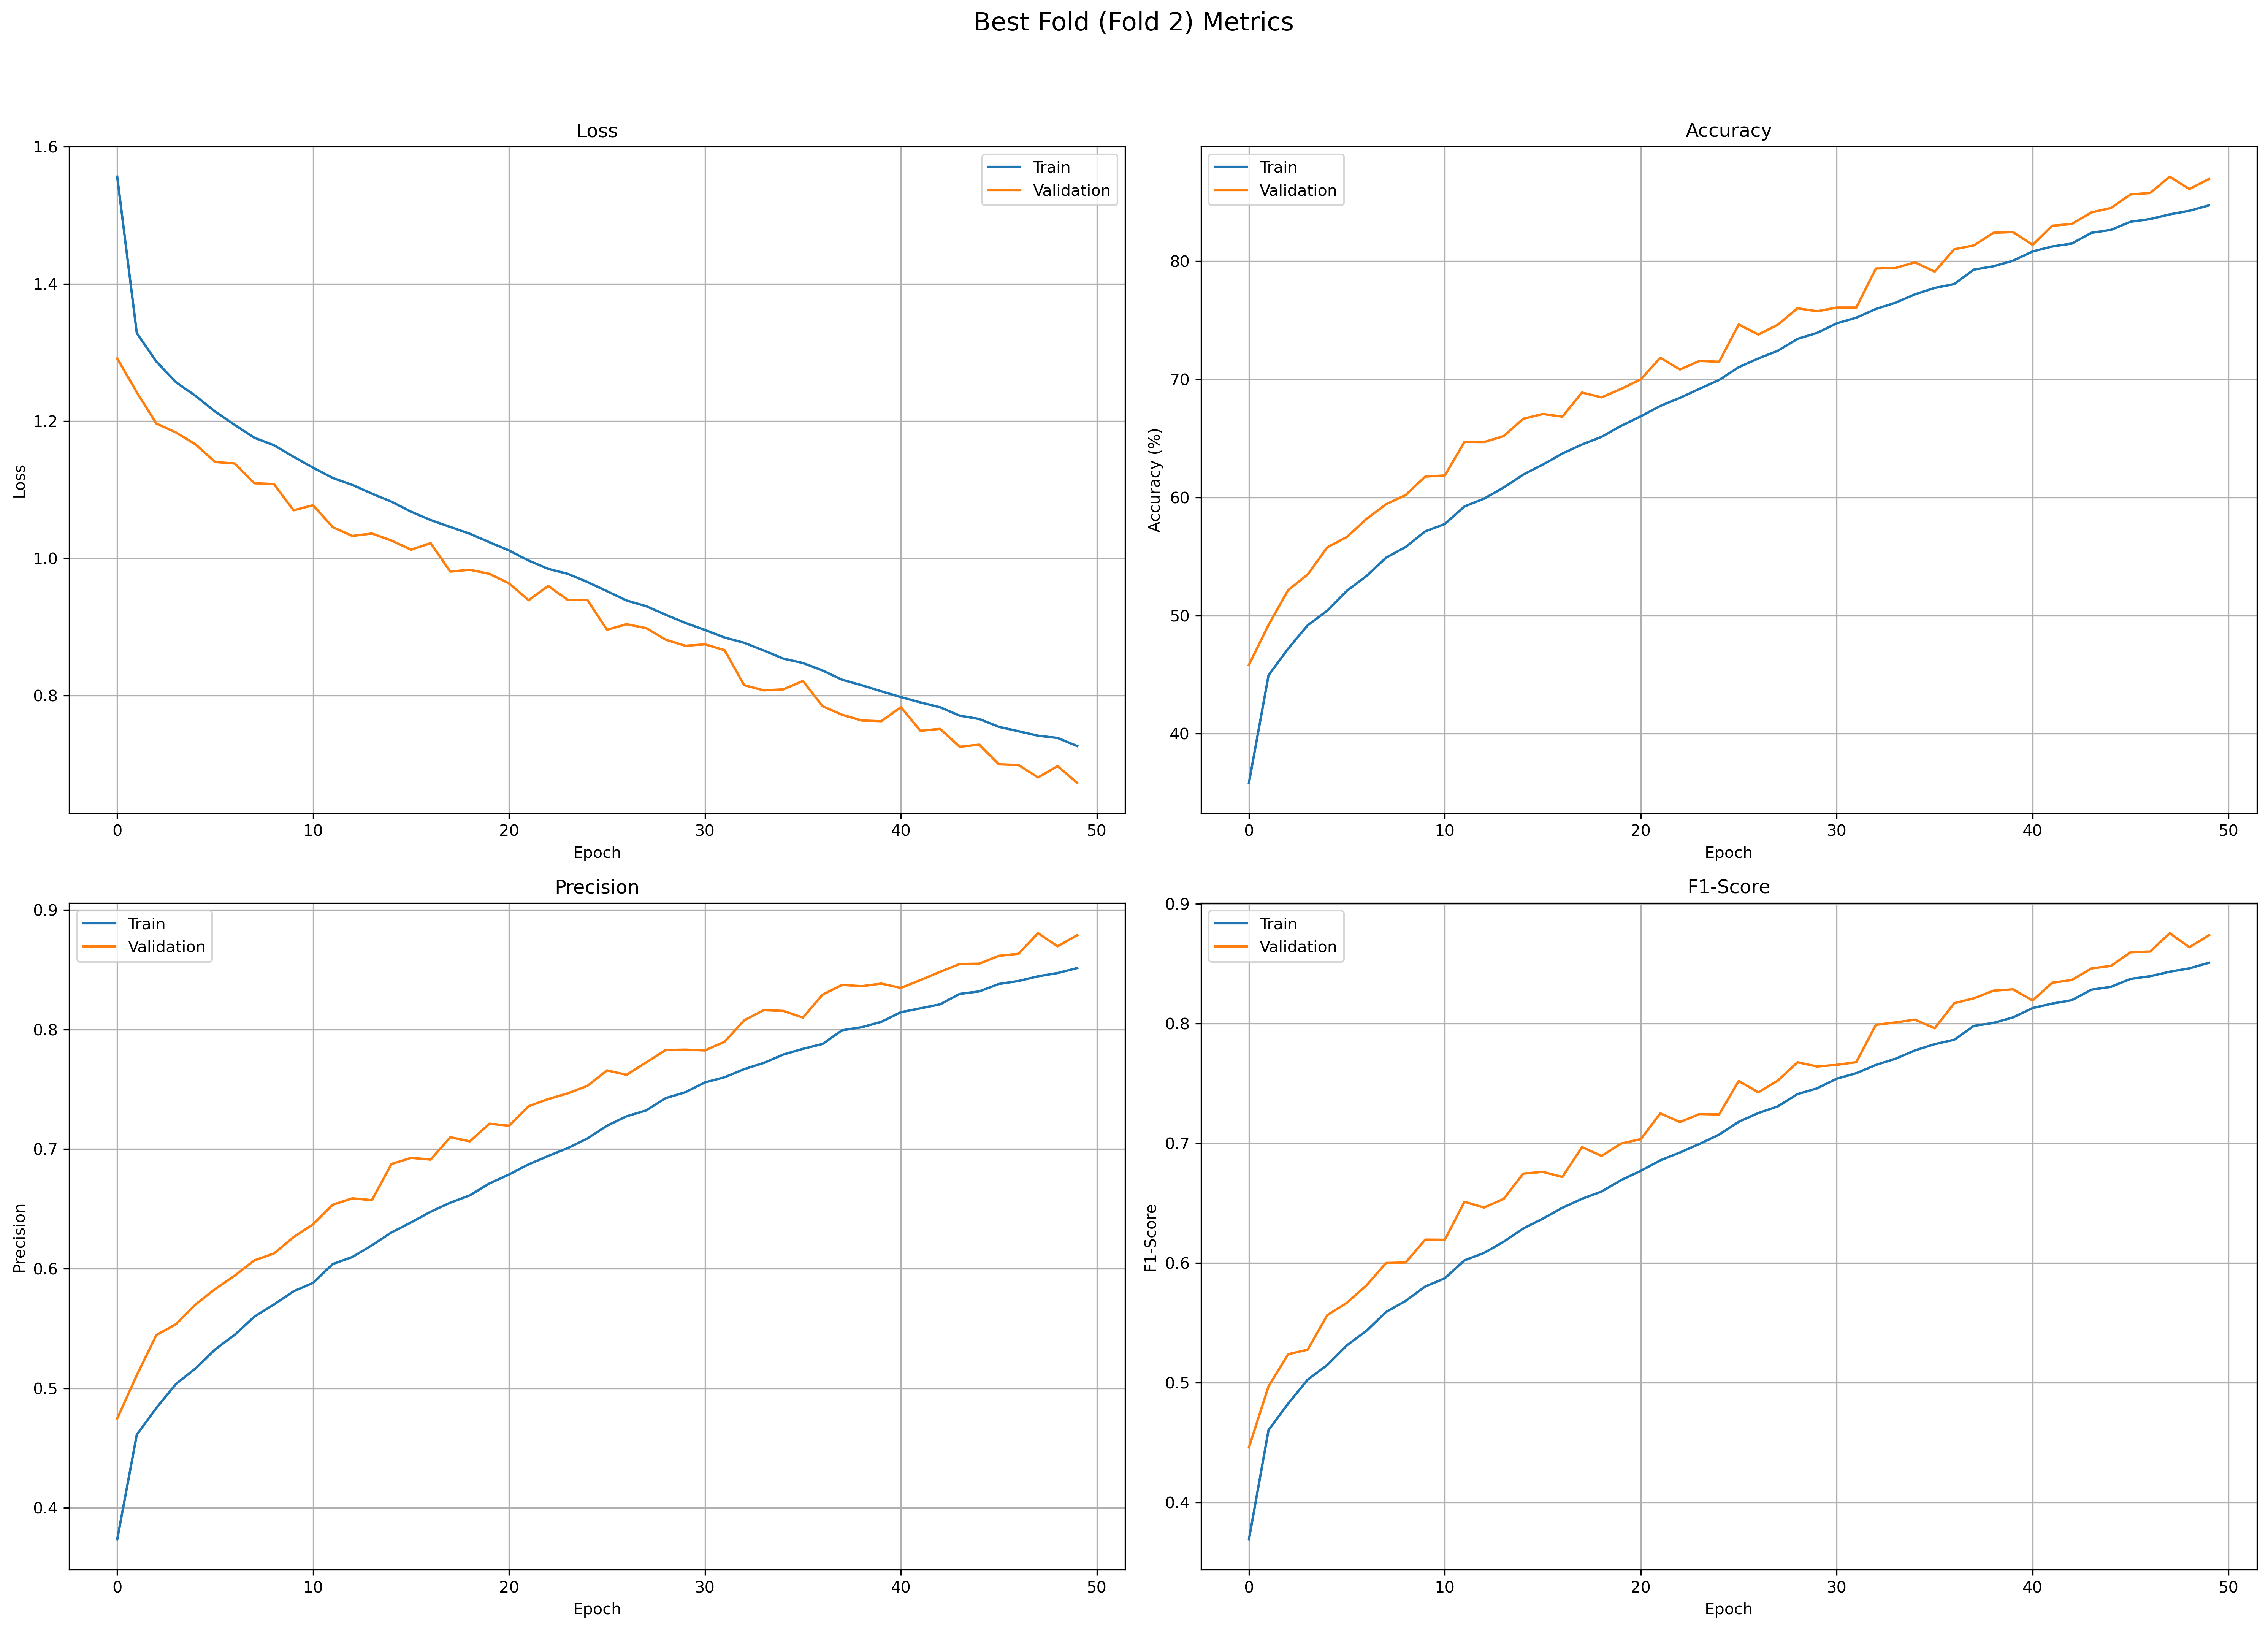 Best Fold (Fold 2) Metrics
Loss
1.6
1.4
1.2
1.0
0.8
Loss
Train
Validation
0 10 20 30 40 50
Epoch
Accuracy
80
70
60
50
40
Accuracy (%)
Train
Validation
0 10 20 30 40 50
Epoch
Precision
0.9
0.8
0.7
0.6
0.5
0.4
Precision
Train
Validation
0 10 20 30 40 50
Epoch
F1-Score
0.9
0.8
0.7
0.6
0.5
0.4
F1-Score
Train
Validation
0 10 20 30 40 50
Epoch